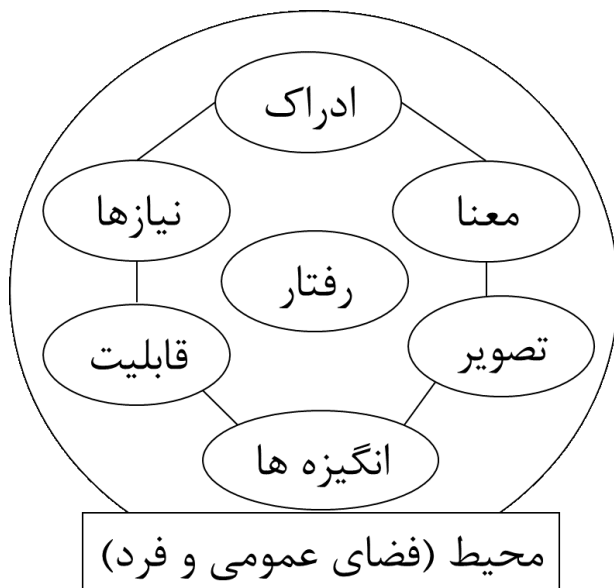 ادراک
معنا
نیازها
رفتار
تصویر
قابلیت
انگیزه ها
محیط (فضای عمومی و فرد)